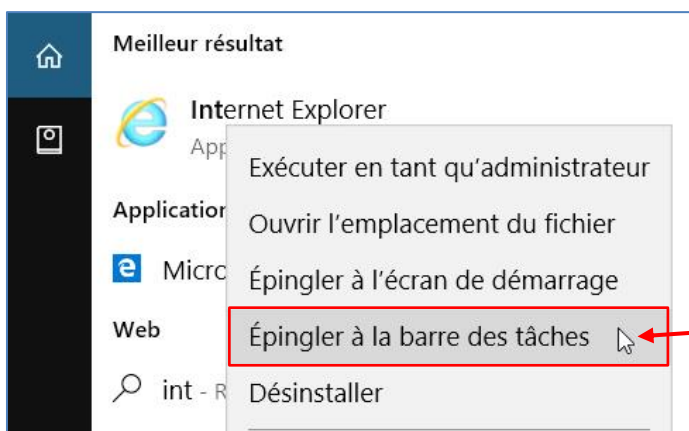 Meilleur résultat
Internet Explorer
App
Exécuter en tant qu'administrateur
Application
Ouvrir l'emplacement du fichier
Micro
Épingler à l'écran de démarrage
Web
Épingler à la barre des tâches
int - R
Désinstaller